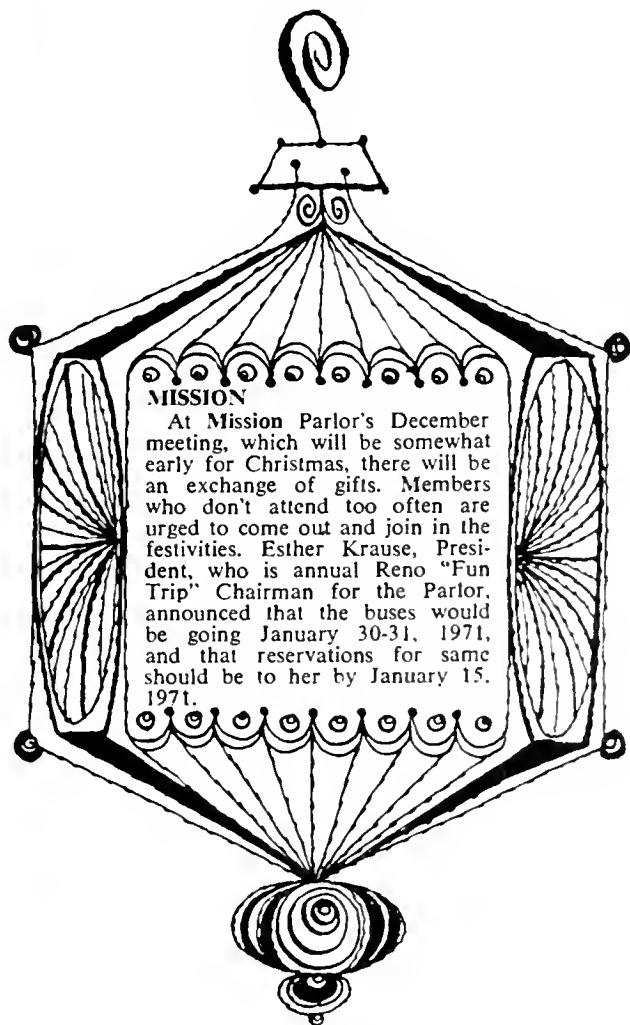 MISSION
At Mission Parlor's December
meeting, which will be somewhat
early for Christmas, there will be
an exchange of gifts. Members
who don't attend too often are
urged to come out and join in the
festivities. Esther Krause, Presi-
dent, who is annual Reno "Fun
Trip" Chairman for the Parlor,
announced that the buses would
be going January 30-31, 1971,
and that reservations for same
should be to her by January 15,
1971.